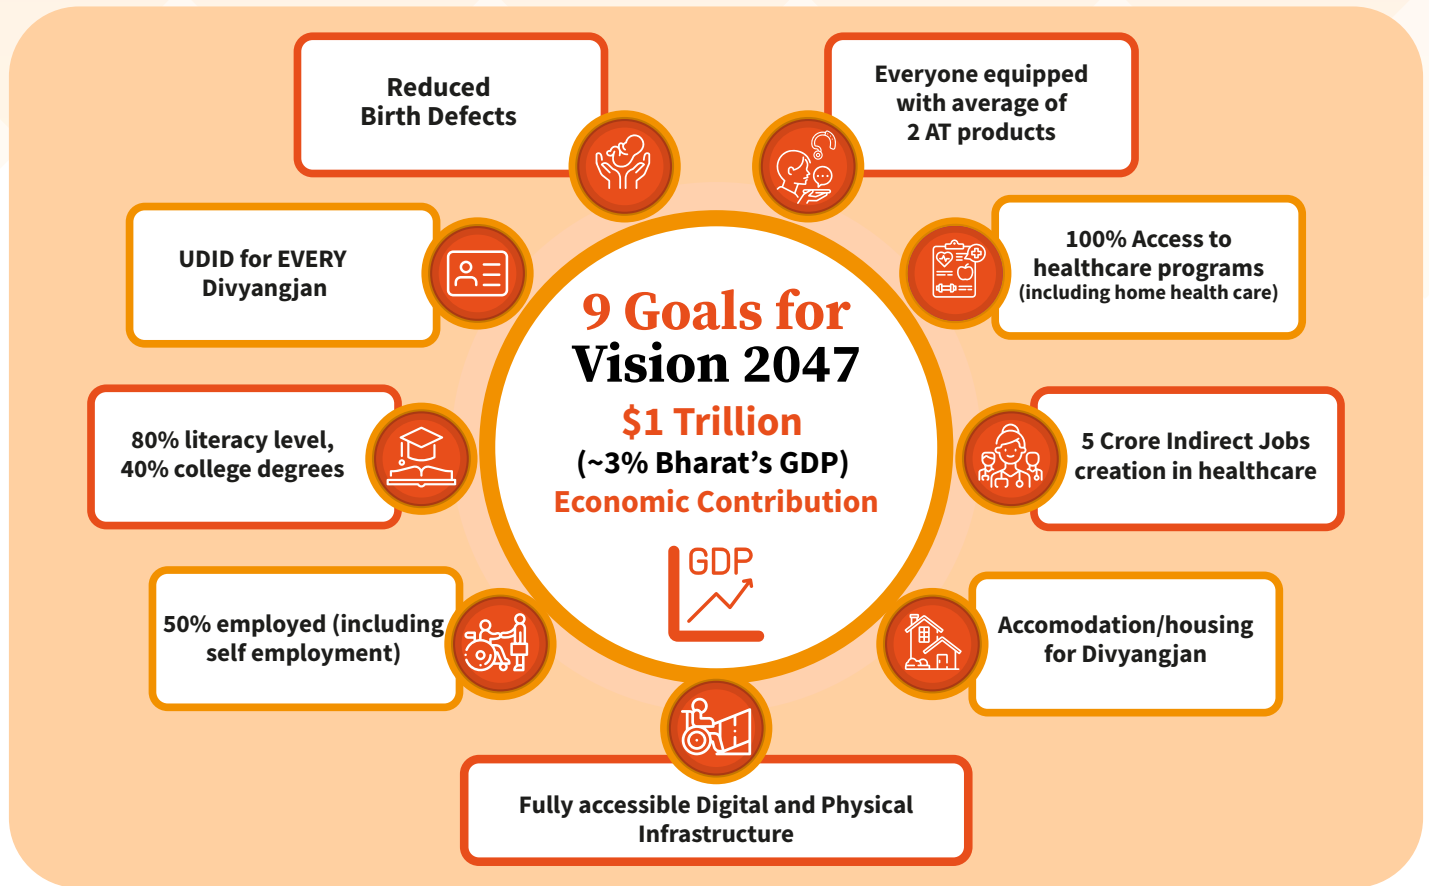 Reduced
Birth Defects
Everyone equipped
with average of
2 AT products
UDID for EVERY
Divyangjan
100% Access to
healthcare programs
(including home health care)
9 Goals for
Vision 2047
$1 Trillion
(~3% Bharat's GDP)
Economic Contribution
GDP
80% literacy level,
40% college degrees
5 Crore Indirect Jobs
creation in healthcare
50% employed (including
self employment)
Accomodation/housing
for Divyangjan
Fully accessible Digital and Physical
Infrastructure